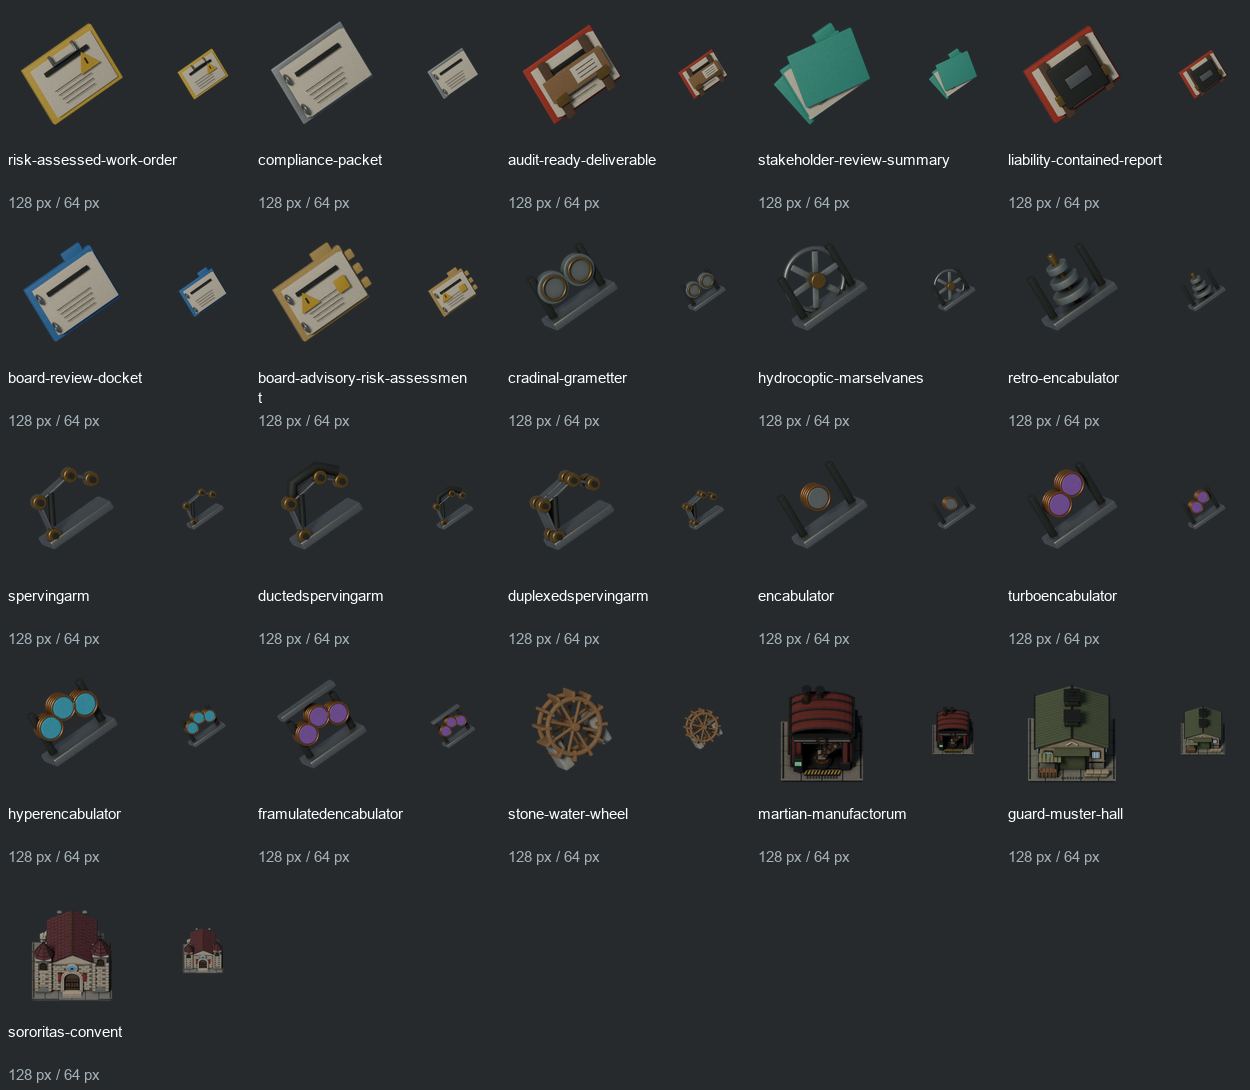 risk-assessed-work-order
compliance-packet
audit-ready-deliverable
stakeholder-review-summary
liability-contained-report
128 px / 64 px
128 px / 64 px
128 px / 64 px
128 px / 64 px
128 px / 64 px
board-review-docket
board-advisory-risk-assessmen
t
cradinal-grametter
hydrocoptic-marselvanes
retro-encabulator
128 px / 64 px
128 px / 64 px
128 px / 64 px
128 px / 64 px
128 px / 64 px
spervingarm
ductedspervingarm
duplexedspervingarm
encabulator
turboencabulator
128 px / 64 px
128 px / 64 px
128 px / 64 px
128 px / 64 px
128 px / 64 px
hyperencabulator
framulatedencabulator
stone-water-wheel
martian-manufactorum
guard-muster-hall
128 px / 64 px
128 px / 64 px
128 px / 64 px
128 px / 64 px
128 px / 64 px
sororitas-convent
128 px / 64 px